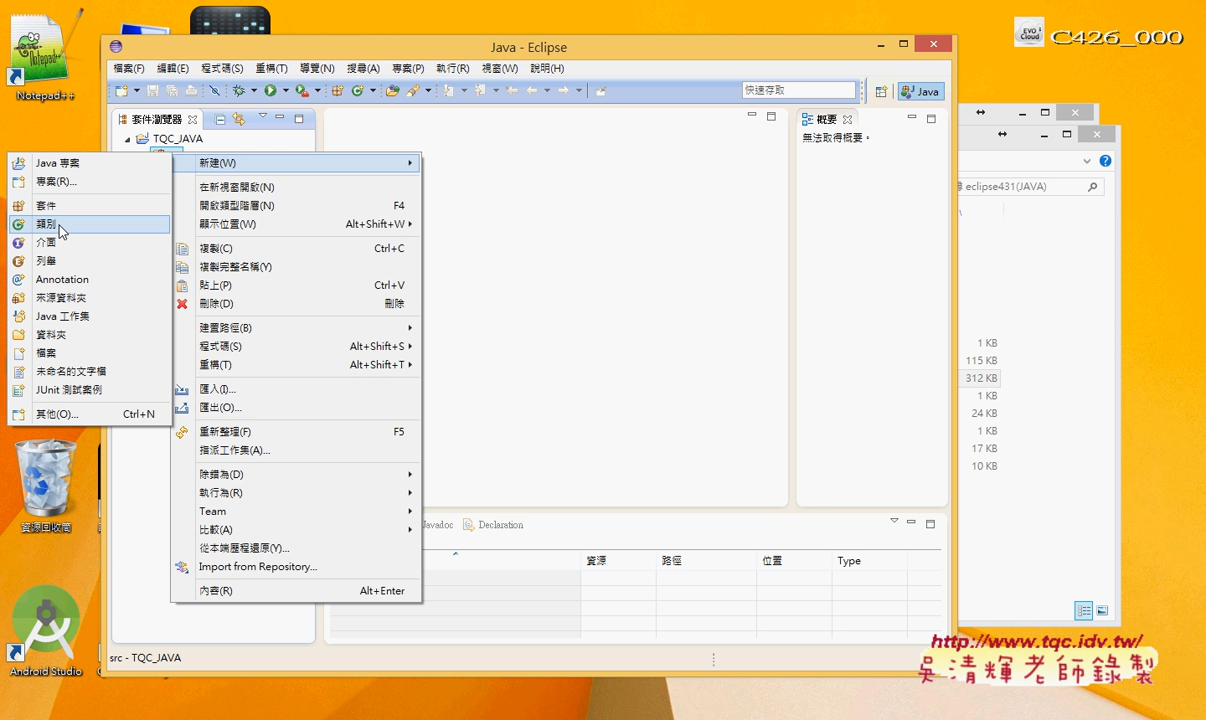 Notepad++
C426_000
Java - Eclipse
檔案(F) 編輯(E) 程式碼(S) 重構(T) 導覽(N) 搜尋(A) 專案(P) 執行(R) 視窗(W) 說明(H)
快速存取
Java
套件瀏覽器
概要
TQC_JAVA
無法取得概要。
eclipse431(JAVA)
Java 專案
專案(R)...
套件
類別
介面
列舉
Annotation
來源資料夾
Java 工作集
資料夾
檔案
未命名的文字檔
JUnit 測試案例
其他(O)... Ctrl+N
新建(W)
在新視窗開啟(N)
開啟類型階層(N) F4
顯示位置(W) Alt+Shift+W
複製(C) Ctrl+C
複製完整名稱(Y)
貼上(P) Ctrl+V
刪除(D) 刪除
建置路徑(B)
程式碼(S) Alt+Shift+S
重構(T) Alt+Shift+T
匯入(I)...
匯出(O)...
重新整理(F) F5
指派工作集(A)...
除錯為(D)
執行為(R)
Team
比較(A)
從本端歷程還原(Y)...
Import from Repository...
內容(R) Alt+Enter
1 KB
115 KB
312 KB
1 KB
24 KB
1 KB
17 KB
10 KB
資源回收筒
Javadoc Declaration
資源 路徑 位置 Type
Android Studio
src - TQC_JAVA
http://www.tqc.idv.tw/
吳清輝老師錄製